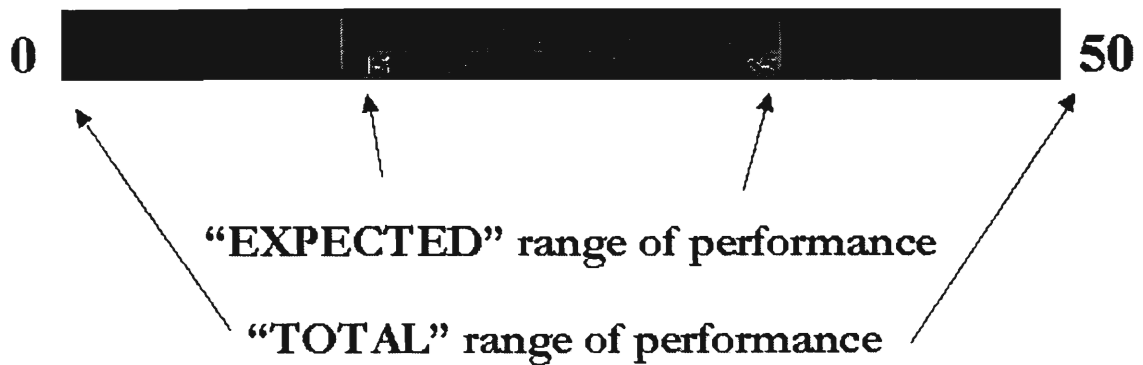 0 50
“EXPECTED” range of performance
“TOTAL” range of performance